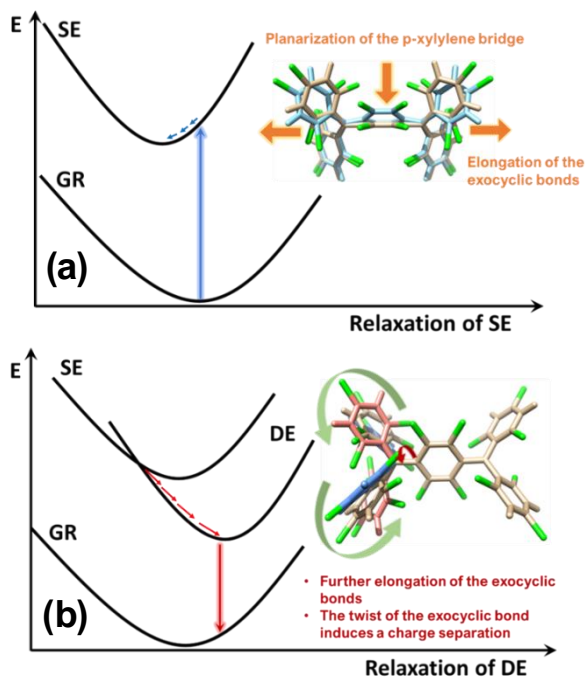 E
SE
Planarization of the p-xylylene bridge
Elongation of the
exocyclic bonds
GR
(a)
Relaxation of SE
E
SE
DE
GR
• Further elongation of the exocyclic
bonds
• The twist of the exocyclic bond
induces a charge separation
(b)
Relaxation of DE